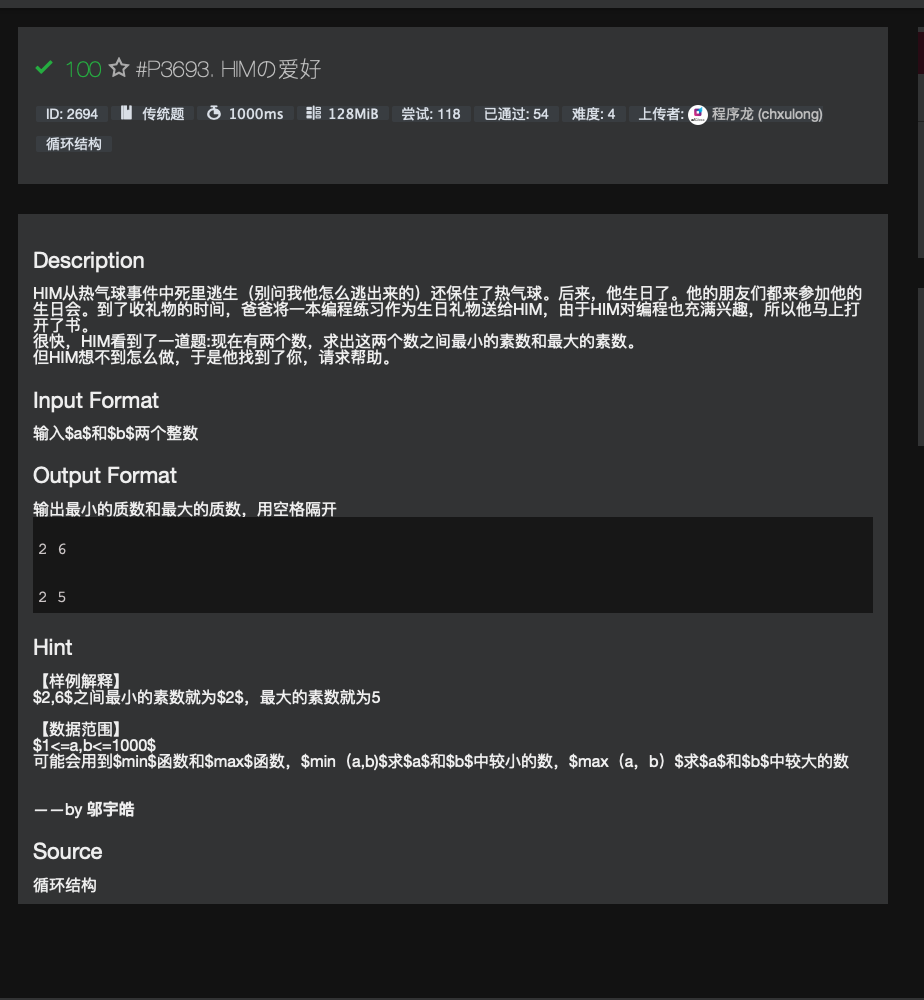 100 #P3693. HIMの爱好
ID: 2694 传统题 1000ms 128MiB 尝试: 118 已通过: 54 难度: 4 上传者: 程序龙 (chxulong)
循环结构
Description
HIM从热气球事件中死里逃生（别问我他怎么逃出来的）还保住了热气球。后来，他生日了。他的朋友们都来参加他的
生日会。到了收礼物的时间，爸爸将一本编程练习作为生日礼物送给HIM，由于HIM对编程也充满兴趣，所以他马上打
开了书。
很快，HIM看到了一道题:现在有两个数，求出这两个数之间最小的素数和最大的素数。
但HIM想不到怎么做，于是他找到了你，请求帮助。
Input Format
输入$a$和$b$两个整数
Output Format
输出最小的质数和最大的质数，用空格隔开
2 6
2 5
Hint
【样例解释】
$2,6$之间最小的素数就为$2$，最大的素数就为5
【数据范围】
$1<=a,b<=1000$
可能会用到$min$函数和$max$函数，$min（a,b)$求$a$和$b$中较小的数，$max（a，b）$求$a$和$b$中较大的数
——by 邬宇皓
Source
循环结构